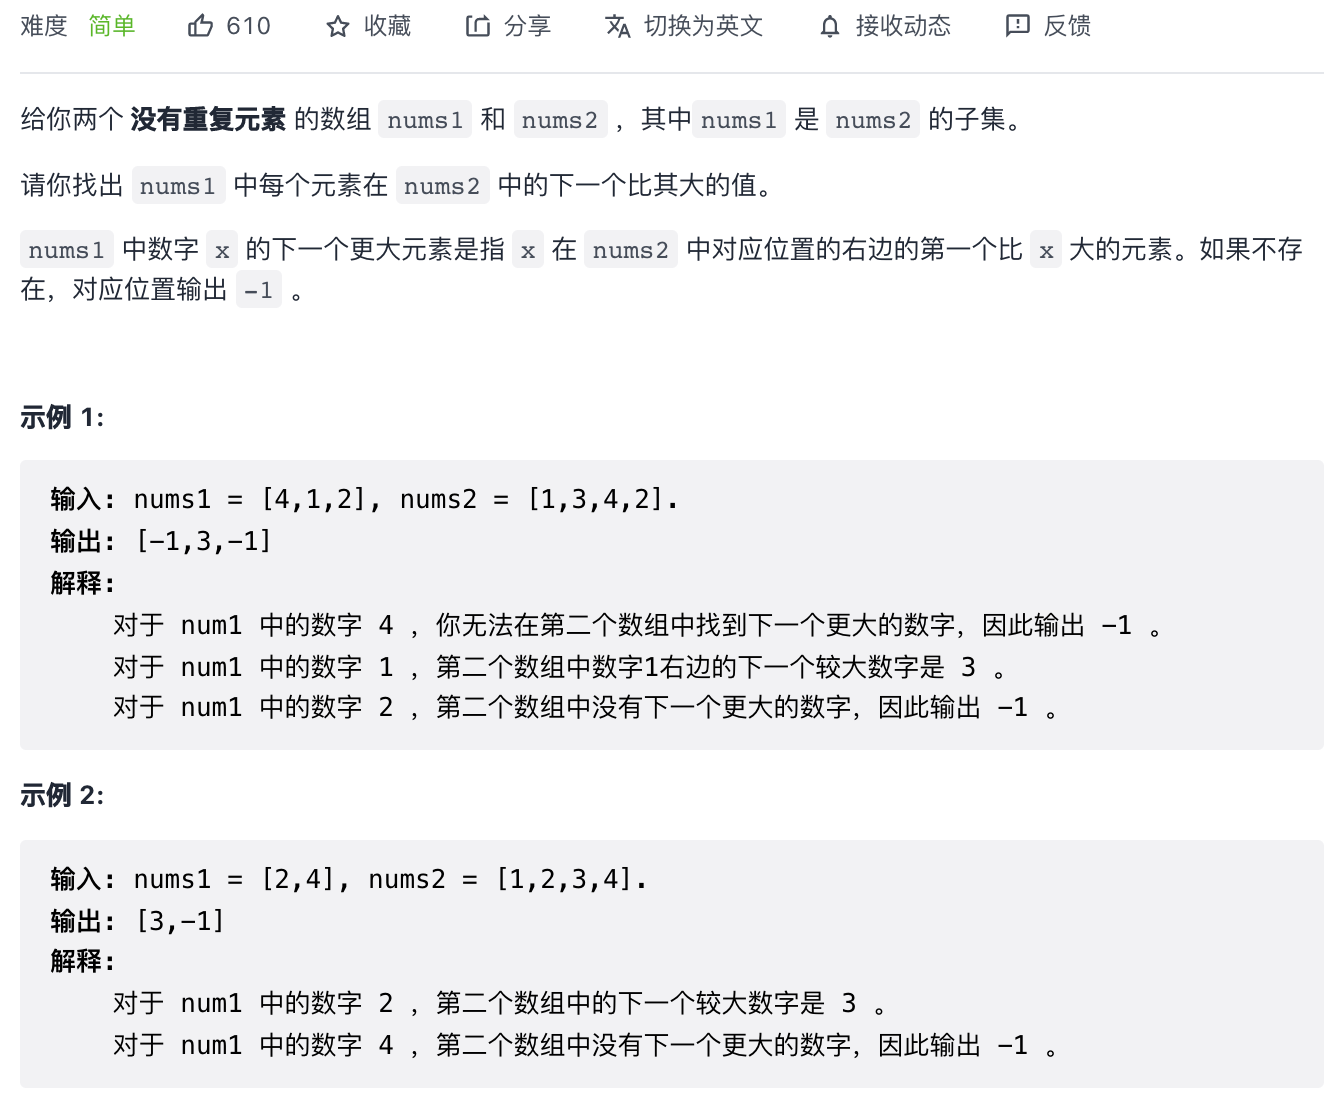 难度 简单 610 收藏 分享 切换为英文 接收动态 反馈
给你两个 没有重复元素 的数组 nums1 和 nums2 ，其中nums1 是 nums2 的子集。
请你找出 nums1 中每个元素在 nums2 中的下一个比其大的值。
nums1 中数字 x 的下一个更大元素是指 x 在 nums2 中对应位置的右边的第一个比 x 大的元素。如果不存
在，对应位置输出 -1 。
示例 1:
输入: nums1 = [4,1,2], nums2 = [1,3,4,2].
输出: [-1,3,-1]
解释:
对于 num1 中的数字 4 ，你无法在第二个数组中找到下一个更大的数字，因此输出 -1 。
对于 num1 中的数字 1 ，第二个数组中数字1右边的下一个较大数字是 3 。
对于 num1 中的数字 2 ，第二个数组中没有下一个更大的数字，因此输出 -1 。
示例 2:
输入: nums1 = [2,4], nums2 = [1,2,3,4].
输出: [3,-1]
解释:
对于 num1 中的数字 2 ，第二个数组中的下一个较大数字是 3 。
对于 num1 中的数字 4 ，第二个数组中没有下一个更大的数字，因此输出 -1 。